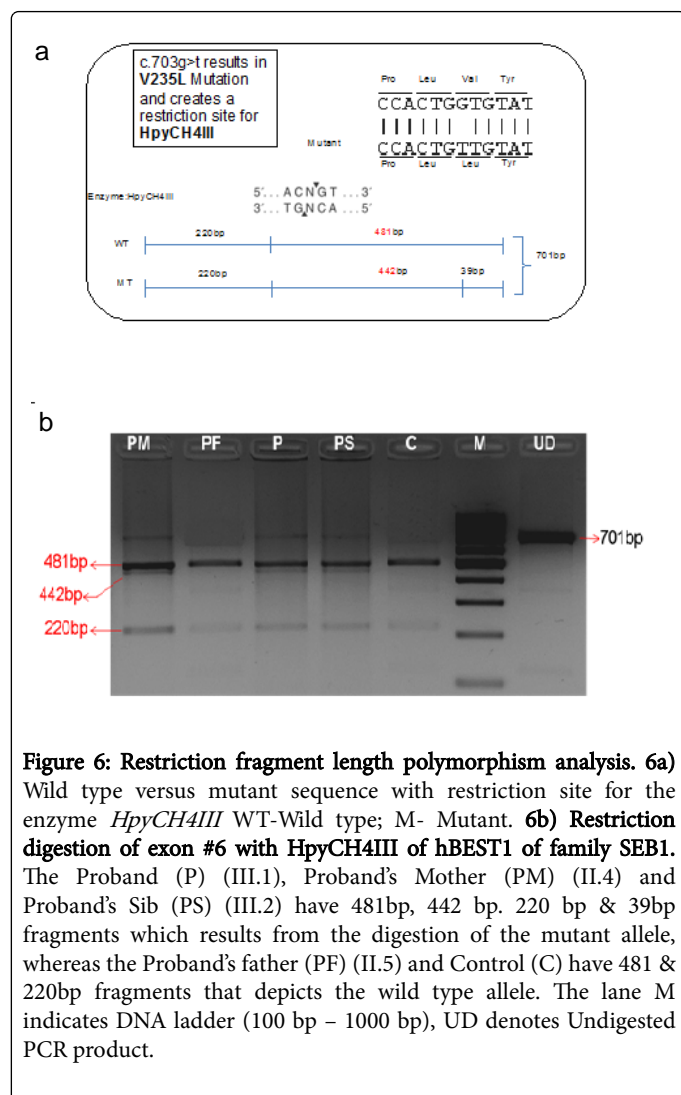 a
c.703g>t results in
V235L Mutation
and creates a
restriction site for
HpyCH4III
Pro Leu Val Tyr
CCACTGGTGTAT
Mutant
CCACTGTTGTAT
Pro Leu Leu Tyr
Enzyme:HpyCH4III
5´... ACNGT ...3´
3´... TGNCA ...5´
WT 220bp 481bp
701bp
MT 220bp 442bp 39bp
b
PM PF P PS C M UD
701bp
481bp
442bp
220bp
Figure 6: Restriction fragment length polymorphism analysis. 6a)
Wild type versus mutant sequence with restriction site for the
enzyme HpyCH4III WT-Wild type; M- Mutant. 6b) Restriction
digestion of exon #6 with HpyCH4III of hBEST1 of family SEB1.
The Proband (P) (III.1), Proband's Mother (PM) (II.4) and
Proband's Sib (PS) (III.2) have 481bp, 442 bp. 220 bp & 39bp
fragments which results from the digestion of the mutant allele,
whereas the Proband's father (PF) (II.5) and Control (C) have 481 &
220bp fragments that depicts the wild type allele. The lane M
indicates DNA ladder (100 bp – 1000 bp), UD denotes Undigested
PCR product.